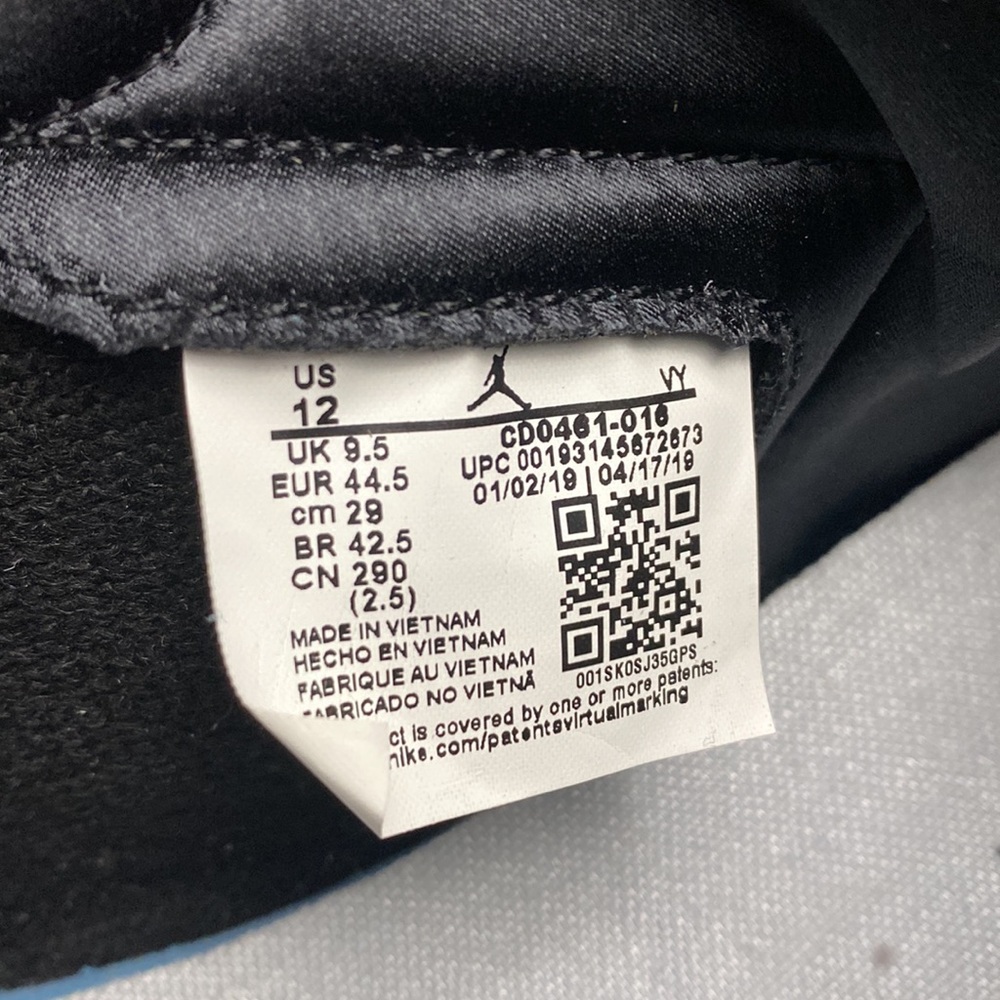 US
12
VY
UK 9.5
EUR 44.5
cm 29
BR 42.5
CN 290
(2.5)
CD0461-016
UPC 00193145672673
01/02/19 | 04/17/19
MADE IN VIETNAM
HECHO EN VIETNAM
FABRIQUE AU VIETNAM
FABRICADO NO VIETNÃ
001SK0SJ35GPS
is covered by one or more patents:
nike.com/patentsvirtualmarking